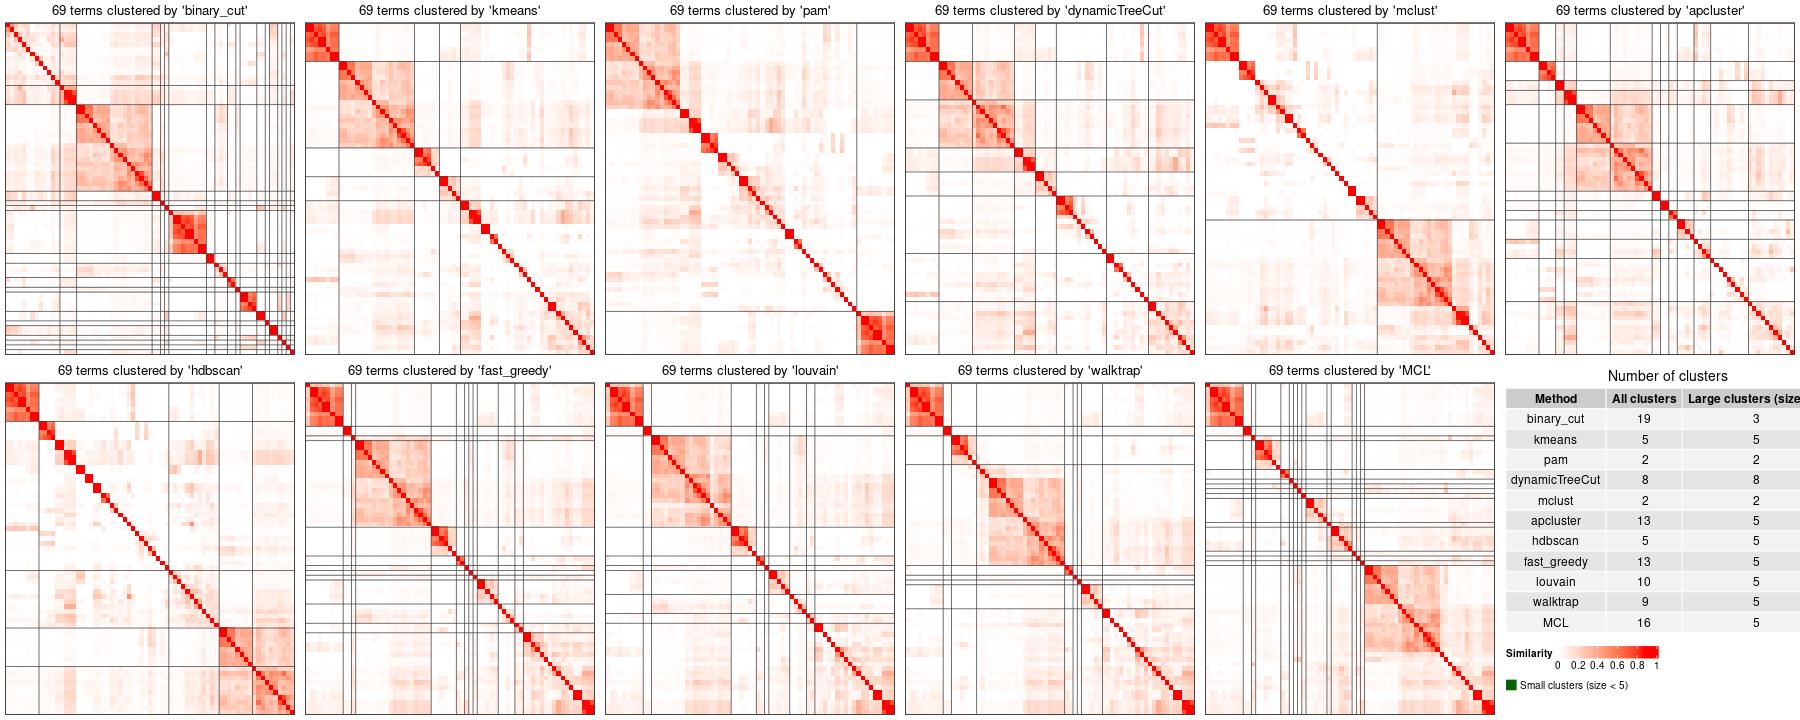 69 terms clustered by 'binary_cut'
69 terms clustered by 'kmeans'
69 terms clustered by 'pam'
69 terms clustered by 'dynamicTreeCut'
69 terms clustered by 'mclust'
69 terms clustered by 'apcluster'
69 terms clustered by 'hdbscan'
69 terms clustered by 'fast_greedy'
69 terms clustered by 'louvain'
69 terms clustered by 'walktrap'
69 terms clustered by 'MCL'
Number of clusters
Method All clusters Large clusters (size
binary_cut 19 3
kmeans 5 5
pam 2 2
dynamicTreeCut 8 8
mclust 2 2
apcluster 13 5
hdbscan 5 5
fast_greedy 13 5
louvain 10 5
walktrap 9 5
MCL 16 5
Similarity
0 0.2 0.4 0.6 0.8 1
Small clusters (size < 5)